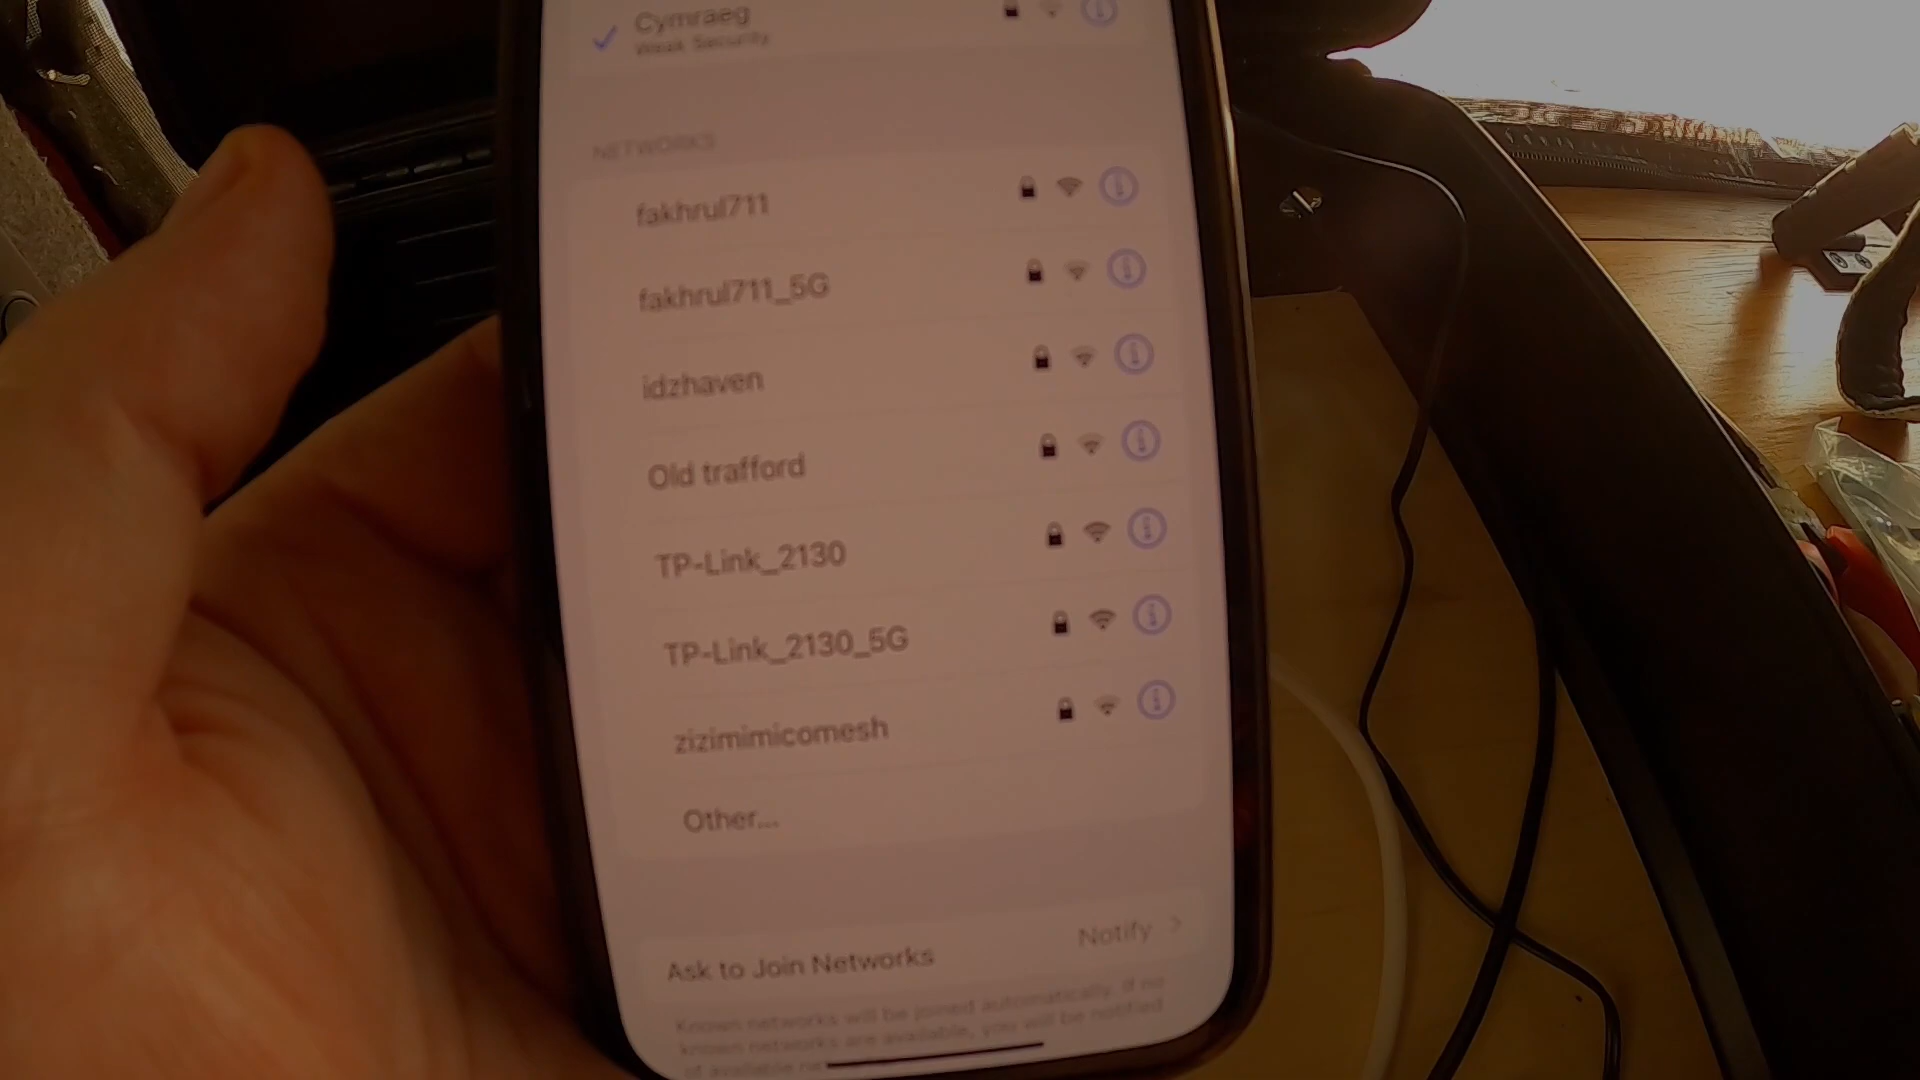 Cymraeg
Weak Security
NETWORKS
fakhrul711
fakhrul711_5G
idzhaven
Old trafford
TP-Link_2130
TP-Link_2130_5G
zizimimicomesh
Other...
Ask to Join Networks
Notify
Known networks will be joined automatically. If no
known networks are available, you will be notified
of available